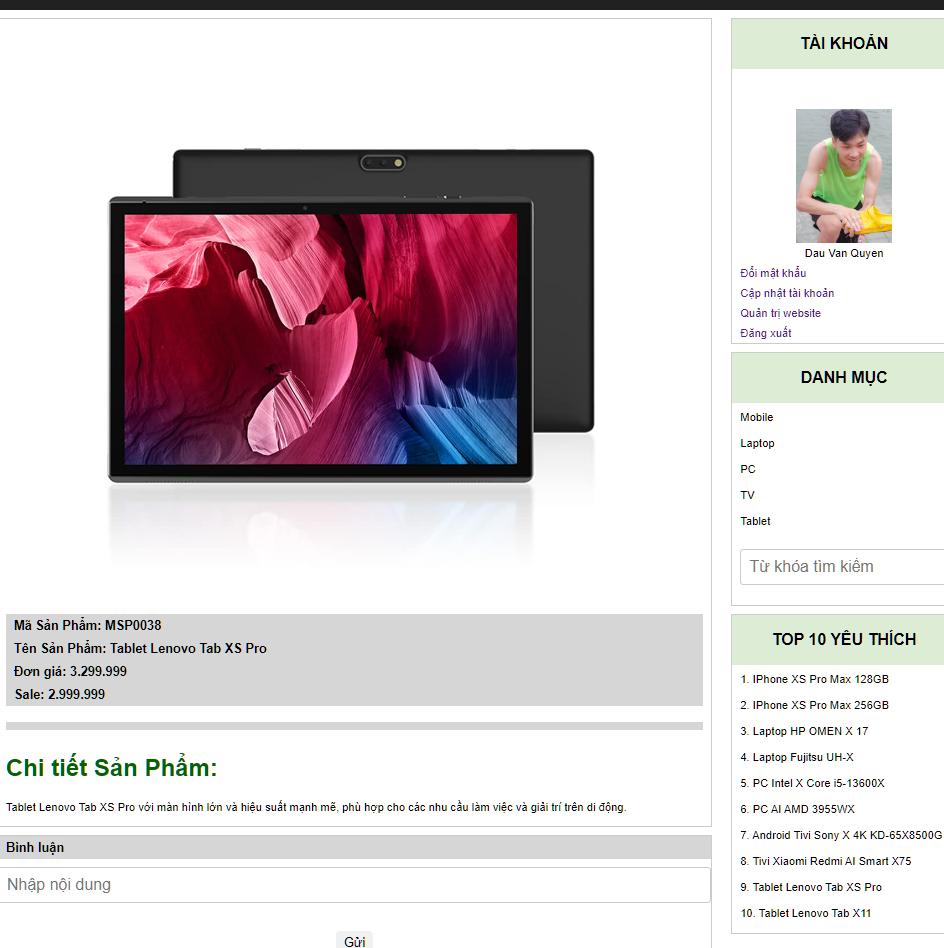 Mã Sản Phẩm: MSP0038
Tên Sản Phẩm: Tablet Lenovo Tab XS Pro
Đơn giá: 3.299.999
Sale: 2.999.999
Chi tiết Sản Phẩm:
Tablet Lenovo Tab XS Pro với màn hình lớn và hiệu suất mạnh mẽ, phù hợp cho các nhu cầu làm việc và giải trí trên di động.
Bình luận
Nhập nội dung
Gửi
TÀI KHOẢN
Dau Van Quyen
Đổi mật khẩu
Cập nhật tài khoản
Quản trị website
Đăng xuất
DANH MỤC
Mobile
Laptop
PC
TV
Tablet
Từ khóa tìm kiếm
TOP 10 YÊU THÍCH
1. IPhone XS Pro Max 128GB
2. IPhone XS Pro Max 256GB
3. Laptop HP OMEN X 17
4. Laptop Fujitsu UH-X
5. PC Intel X Core i5-13600X
6. PC AI AMD 3955WX
7. Android Tivi Sony X 4K KD-65X8500G
8. Tivi Xiaomi Redmi AI Smart X75
9. Tablet Lenovo Tab XS Pro
10. Tablet Lenovo Tab X11